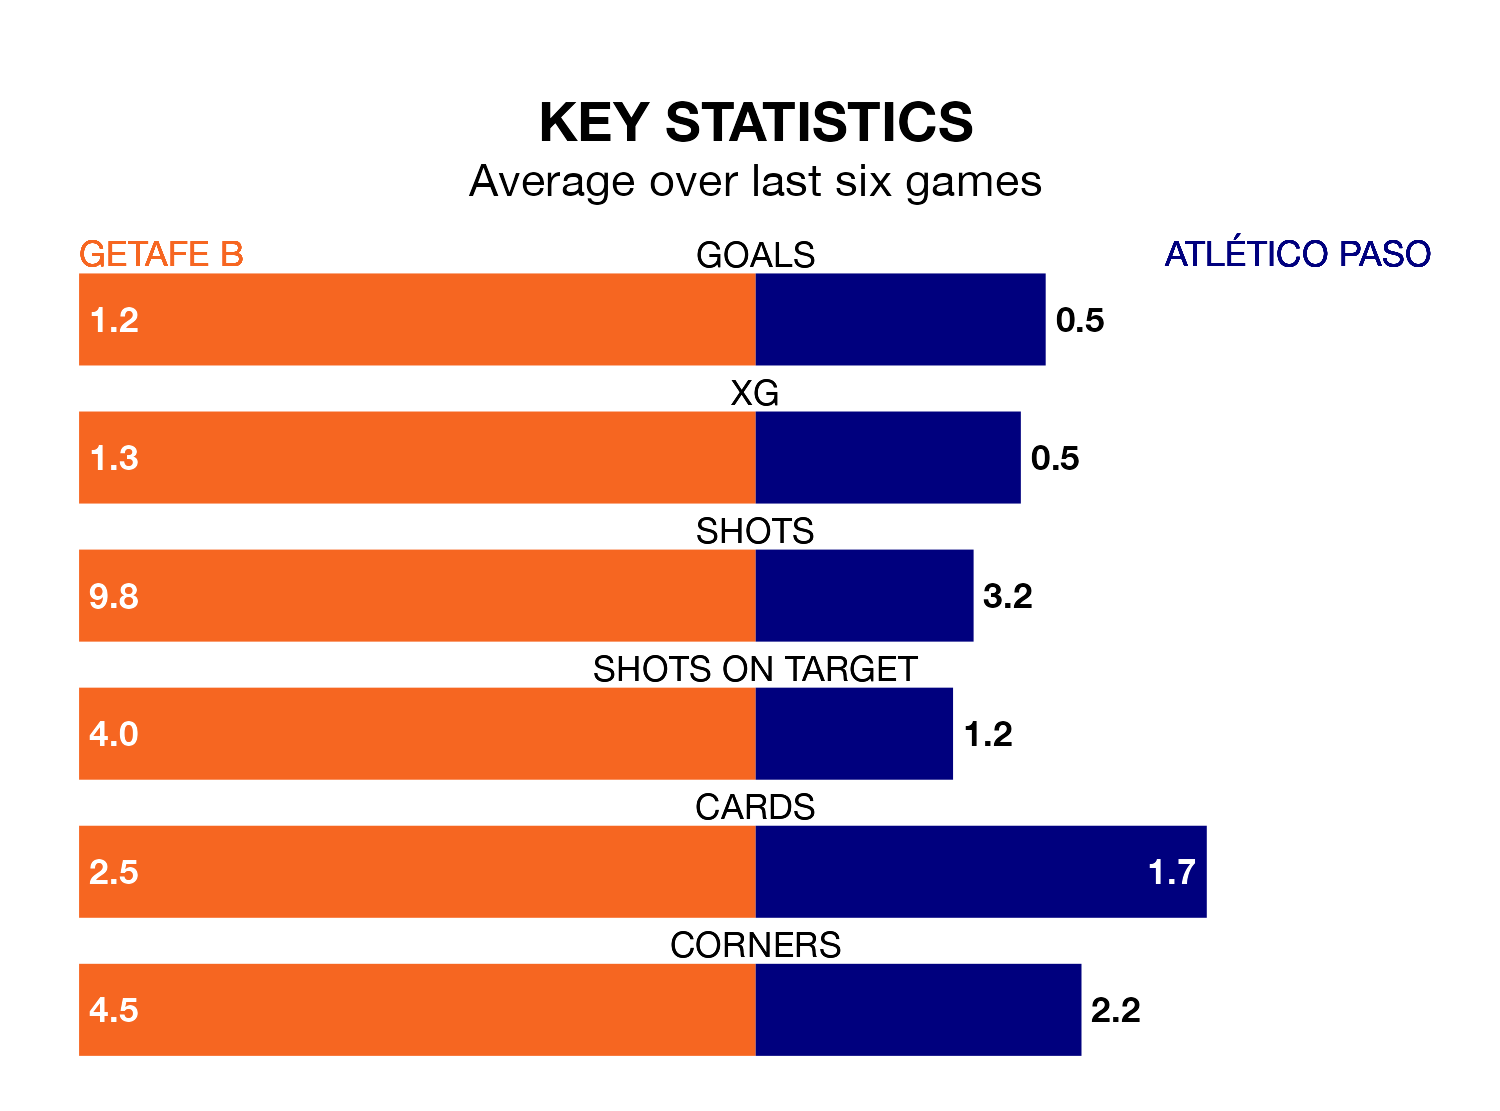 KEY STATISTICS
Average over last six games
GETAFE B GOALS ATLÉTICO PASO
1.2 0.5
XG
1.3 0.5
SHOTS
9.8 3.2
SHOTS ON TARGET
4.0 1.2
CARDS
2.5 1.7
CORNERS
4.5 2.2